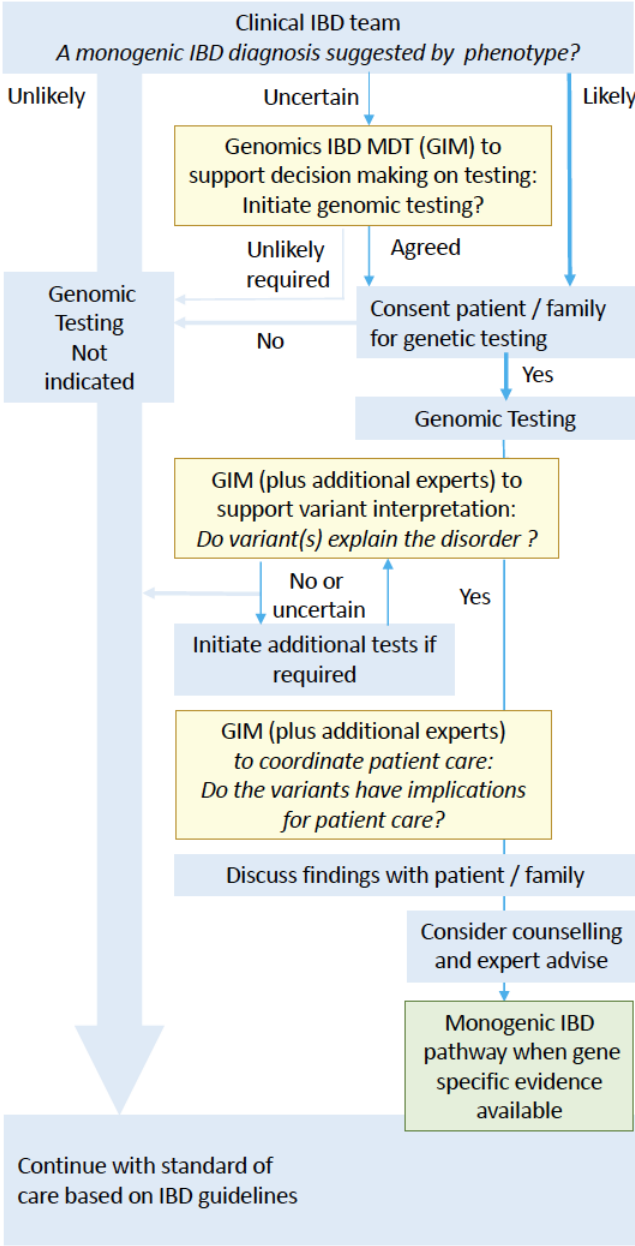 Clinical IBD team
A monogenic IBD diagnosis suggested by phenotype?
Unlikely
Uncertain
Likely
Genomics IBD MDT (GIM) to
support decision making on testing:
Initiate genomic testing?
Unlikely
required
Agreed
Genomic
Testing
Not
indicated
Consent patient / family
for genetic testing
No
Yes
Genomic Testing
GIM (plus additional experts) to
support variant interpretation:
Do variant(s) explain the disorder ?
No or
uncertain
Yes
Initiate additional tests if
required
GIM (plus additional experts)
to coordinate patient care:
Do the variants have implications
for patient care?
Discuss findings with patient / family
Consider counselling
and expert advise
Monogenic IBD
pathway when gene
specific evidence
available
Continue with standard of
care based on IBD guidelines